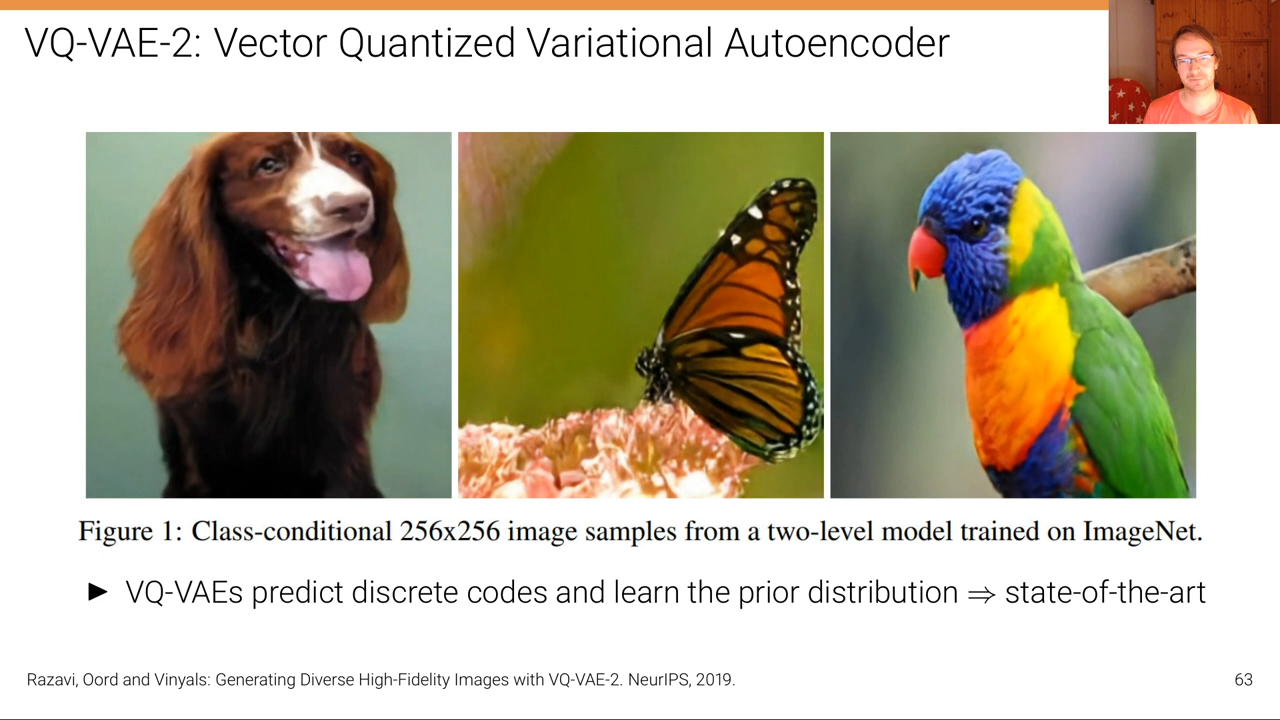 VQ-VAE-2: Vector Quantized Variational Autoencoder
Figure 1: Class-conditional 256x256 image samples from a two-level model trained on ImageNet.
► VQ-VAEs predict discrete codes and learn the prior distribution ⇒ state-of-the-art
Razavi, Oord and Vinyals: Generating Diverse High-Fidelity Images with VQ-VAE-2. NeurIPS, 2019.
63